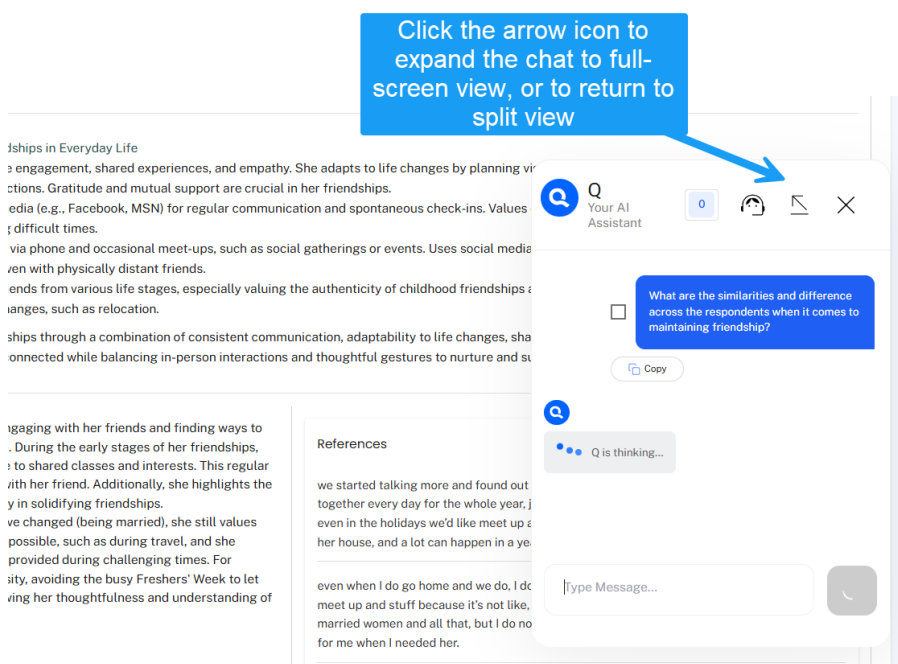 Click the arrow icon to
expand the chat to full-
screen view, or to return to
split view
dships in Everyday Life
e engagement, shared experiences, and empathy. She adapts to life changes by planning vi
ctions. Gratitude and mutual support are crucial in her friendships.
edia (e.g., Facebook, MSN) for regular communication and spontaneous check-ins. Values
g difficult times.
via phone and occasional meet-ups, such as social gatherings or events. Uses social media
ven with physically distant friends.
ends from various life stages, especially valuing the authenticity of childhood friendships a
anges, such as relocation.
ships through a combination of consistent communication, adaptability to life changes, sha
onnected while balancing in-person interactions and thoughtful gestures to nurture and su
ngaging with her friends and finding ways to
. During the early stages of her friendships,
e to shared classes and interests. This regular
with her friend. Additionally, she highlights the
y in solidifying friendships.
ve changed (being married), she still values
possible, such as during travel, and she
provided during challenging times. For
sity, avoiding the busy Freshers' Week to let
wing her thoughtfulness and understanding of
References
we started talking more and found out
together every day for the whole year, j
even in the holidays we'd like meet up a
her house, and a lot can happen in a ye
even when I do go home and we do, I do
meet up and stuff because it's not like,
married women and all that, but I do no
for me when I needed her.
Q
Your AI
Assistant
0
What are the similarities and difference
across the respondents when it comes to
maintaining friendship?
Copy
Q is thinking...
Type Message...